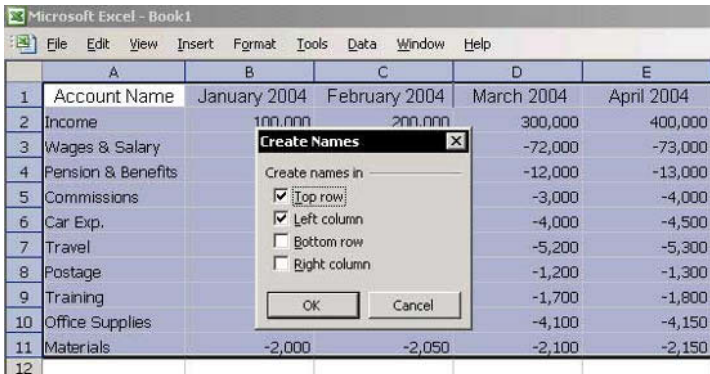 Microsoft Excel - Book1
File Edit View Insert Format Tools Data Window Help
A B C D E
1 Account Name January 2004 February 2004 March 2004 April 2004
2 Income 100,000 200,000 300,000 400,000
Create Names
3 Wages & Salary -72,000 -73,000
Create names in
4 Pension & Benefits -12,000 -13,000
Top row
5 Commissions -3,000 -4,000
Left column
6 Car Exp. -4,000 -4,500
Bottom row
7 Travel -5,200 -5,300
Right column
8 Postage -1,200 -1,300
9 Training -1,700 -1,800
OK Cancel
10 Office Supplies -4,100 -4,150
11 Materials -2,000 -2,050 -2,100 -2,150
12